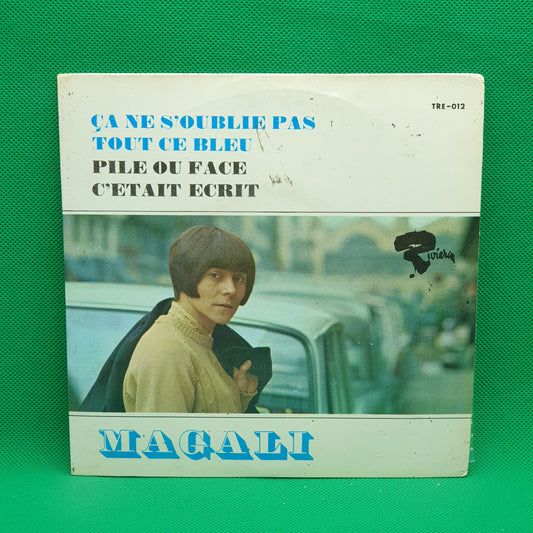 TRE-012
ÇA NE S'OUBLIE PAS
TOUT CE BLEU
PILE OU FACE
C'ETAIT ECRIT
Riviera
MAGALI